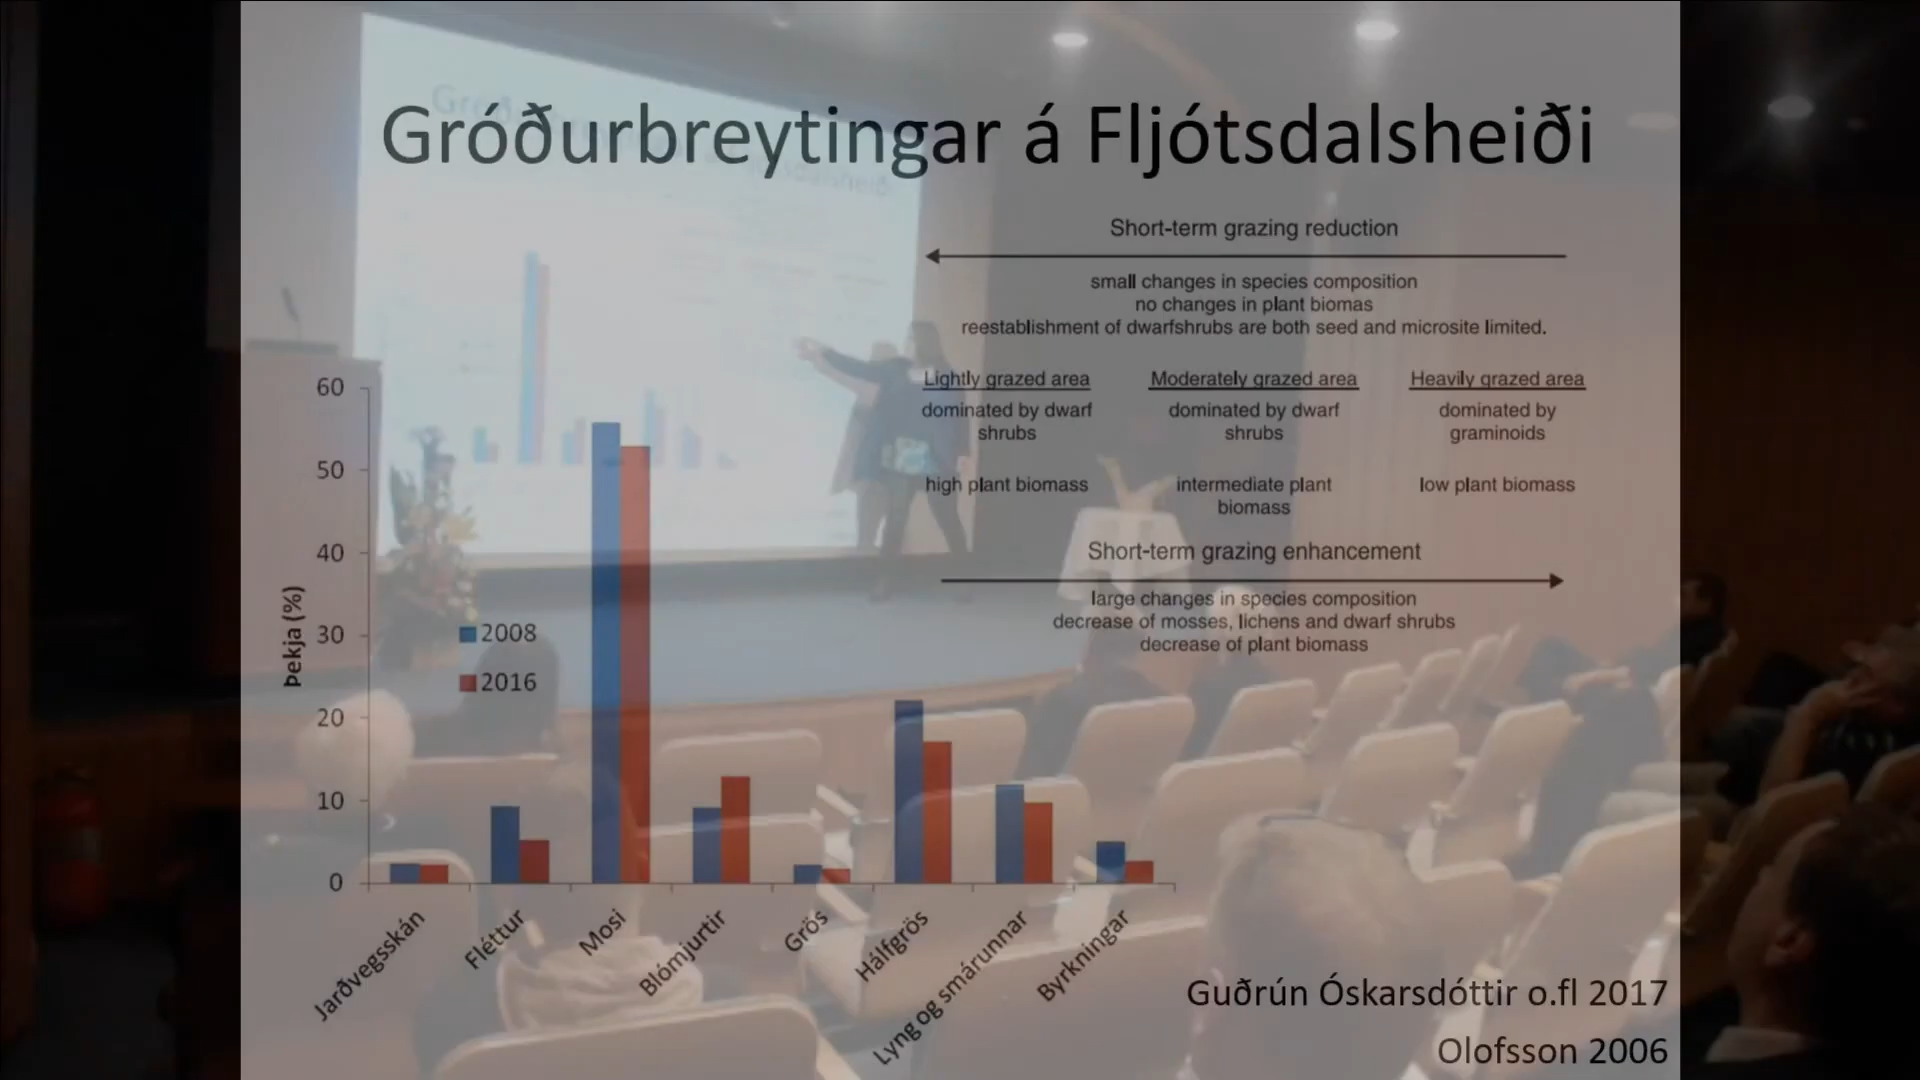 Gróðurbreytingar á Fljótsdalsheiði
Short-term grazing reduction
small changes in species composition
no changes in plant biomas
reestablishment of dwarfshrubs are both seed and microsite limited.
Lightly grazed area
dominated by dwarf
shrubs
high plant biomass
Moderately grazed area
dominated by dwarf
shrubs
intermediate plant
biomass
Heavily grazed area
dominated by
graminoids
low plant biomass
Short-term grazing enhancement
large changes in species composition
decrease of mosses, lichens and dwarf shrubs
decrease of plant biomass
Þekja (%)
60
50
40
30
20
10
0
2008
2016
Jarðvegsskán
Fléttur
Mosi
Blómjurtir
Grös
Hálfgrös
Lyng og smárunnar
Byrkningar
Guðrún Óskarsdóttir o.fl 2017
Olofsson 2006